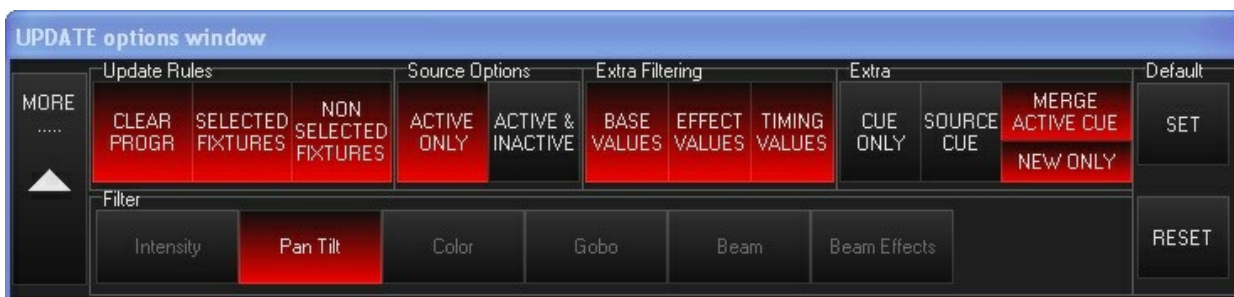 UPDATE options window
Update Rules
Source Options
Extra Filtering
Extra
Default
MORE
.....
CLEAR
PROGR
SELECTED
FIXTURES
NON
SELECTED
FIXTURES
ACTIVE
ONLY
ACTIVE &
INACTIVE
BASE
VALUES
EFFECT
VALUES
TIMING
VALUES
CUE
ONLY
SOURCE
CUE
MERGE
ACTIVE CUE
NEW ONLY
SET
Filter
Intensity
Pan Tilt
Color
Gobo
Beam
Beam Effects
RESET